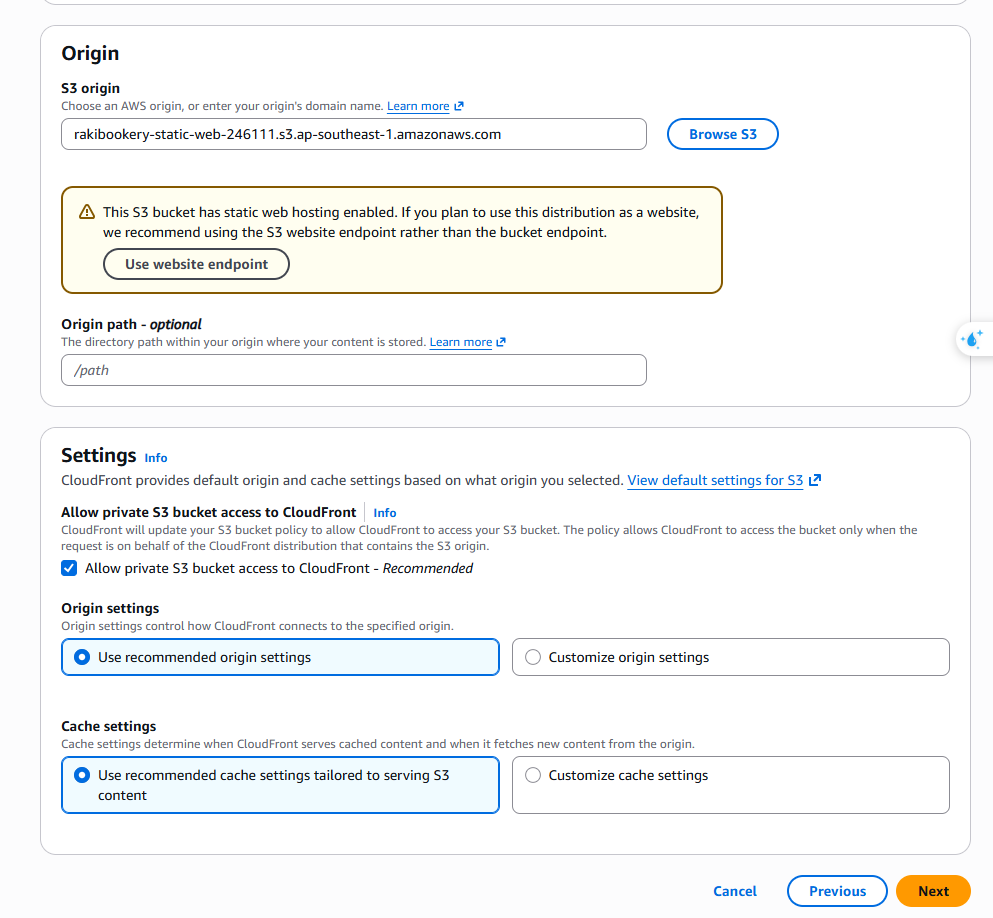 Origin
S3 origin
Choose an AWS origin, or enter your origin's domain name. Learn more
rakibookery-static-web-246111.s3.ap-southeast-1.amazonaws.com
Browse S3
This S3 bucket has static web hosting enabled. If you plan to use this distribution as a website,
we recommend using the S3 website endpoint rather than the bucket endpoint.
Use website endpoint
Origin path - optional
The directory path within your origin where your content is stored. Learn more
/path
Settings Info
CloudFront provides default origin and cache settings based on what origin you selected. View default settings for S3
Allow private S3 bucket access to CloudFront Info
CloudFront will update your S3 bucket policy to allow CloudFront to access your S3 bucket. The policy allows CloudFront to access the bucket only when the
request is on behalf of the CloudFront distribution that contains the S3 origin.
Allow private S3 bucket access to CloudFront - Recommended
Origin settings
Origin settings control how CloudFront connects to the specified origin.
Use recommended origin settings
Customize origin settings
Cache settings
Cache settings determine when CloudFront serves cached content and when it fetches new content from the origin.
Use recommended cache settings tailored to serving S3
content
Customize cache settings
Cancel
Previous
Next